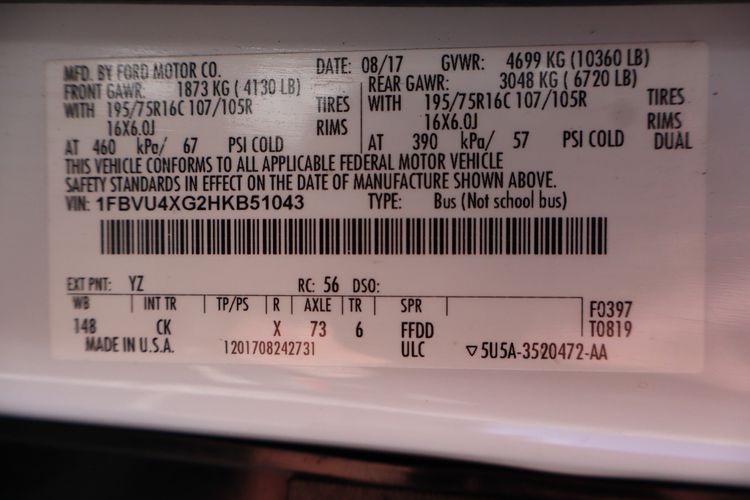 MFD. BY FORD MOTOR CO. DATE: 08/17 GVWR: 4699 KG (10360 LB)
FRONT GAWR: 1873 KG ( 4130 LB) REAR GAWR: 3048 KG ( 6720 LB)
WITH 195/75R16C 107/105R TIRES WITH 195/75R16C 107/105R TIRES
16X6.0J RIMS 16X6.0J RIMS
AT 460 kPa/ 67 PSI COLD AT 390 kPa/ 57 PSI COLD DUAL
THIS VEHICLE CONFORMS TO ALL APPLICABLE FEDERAL MOTOR VEHICLE
SAFETY STANDARDS IN EFFECT ON THE DATE OF MANUFACTURE SHOWN ABOVE.
VIN: 1FBVU4XG2HKB51043 TYPE: Bus (Not school bus)
EXT PNT: YZ RC: 56 DSO:
WB INT TR TP/PS R AXLE TR SPR F0397
148 CK X 73 6 FFDD T0819
MADE IN U.S.A. 1201708242731 ULC ▽5U5A-3520472-AA